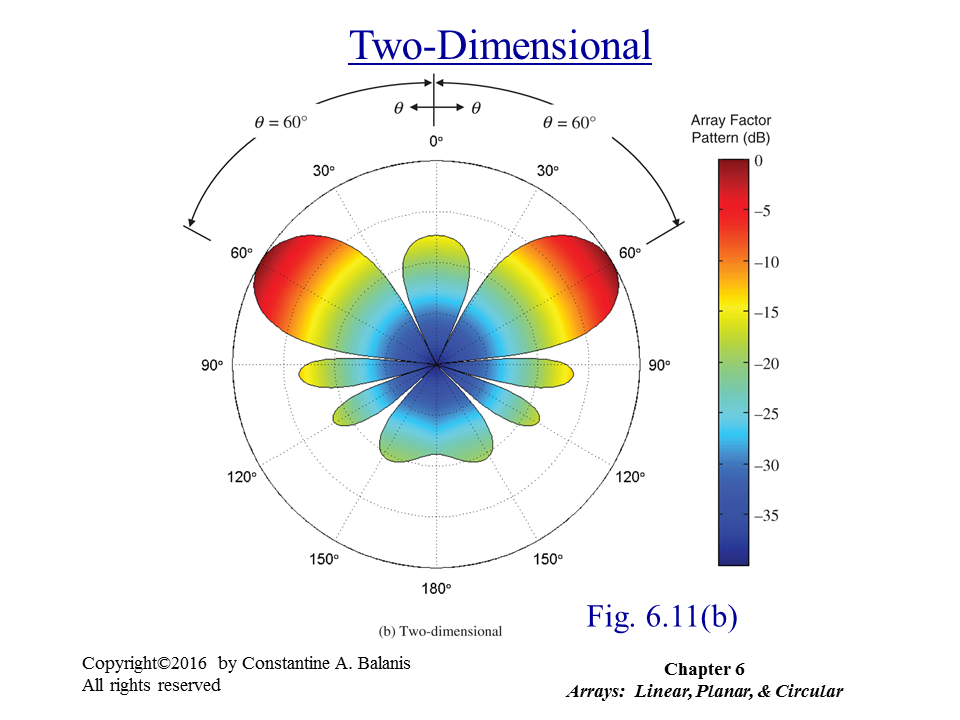 Two-Dimensional
θ θ
θ = 60° θ = 60°
Array Factor
Pattern (dB)
0°
30° 30°
60° 60°
90° 90°
120° 120°
150° 150°
180°
0
–5
–10
–15
–20
–25
–30
–35
Fig. 6.11(b)
(b) Two-dimensional
Copyright©2016 by Constantine A. Balanis
All rights reserved
Chapter 6
Arrays: Linear, Planar, & Circular